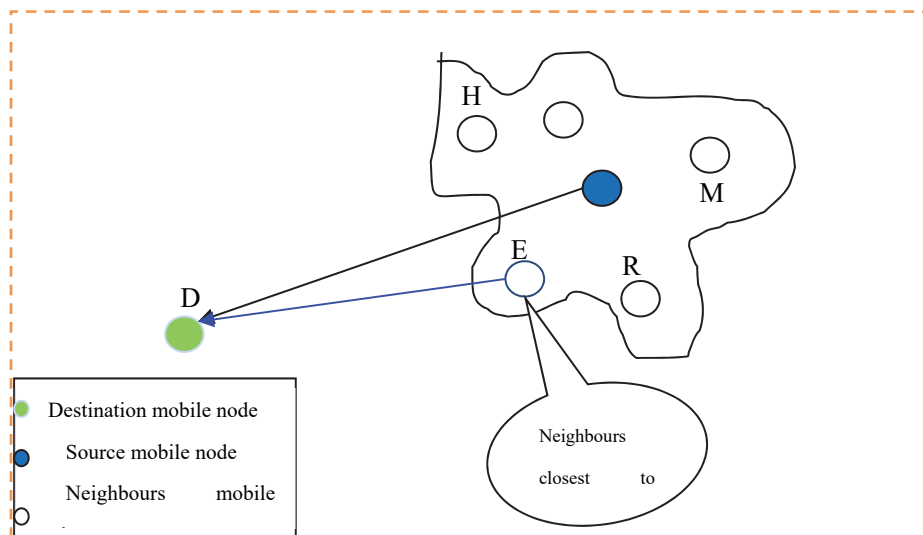 H
M
E
R
D
Neighbours
closest to
Destination mobile node
Source mobile node
Neighbours mobile